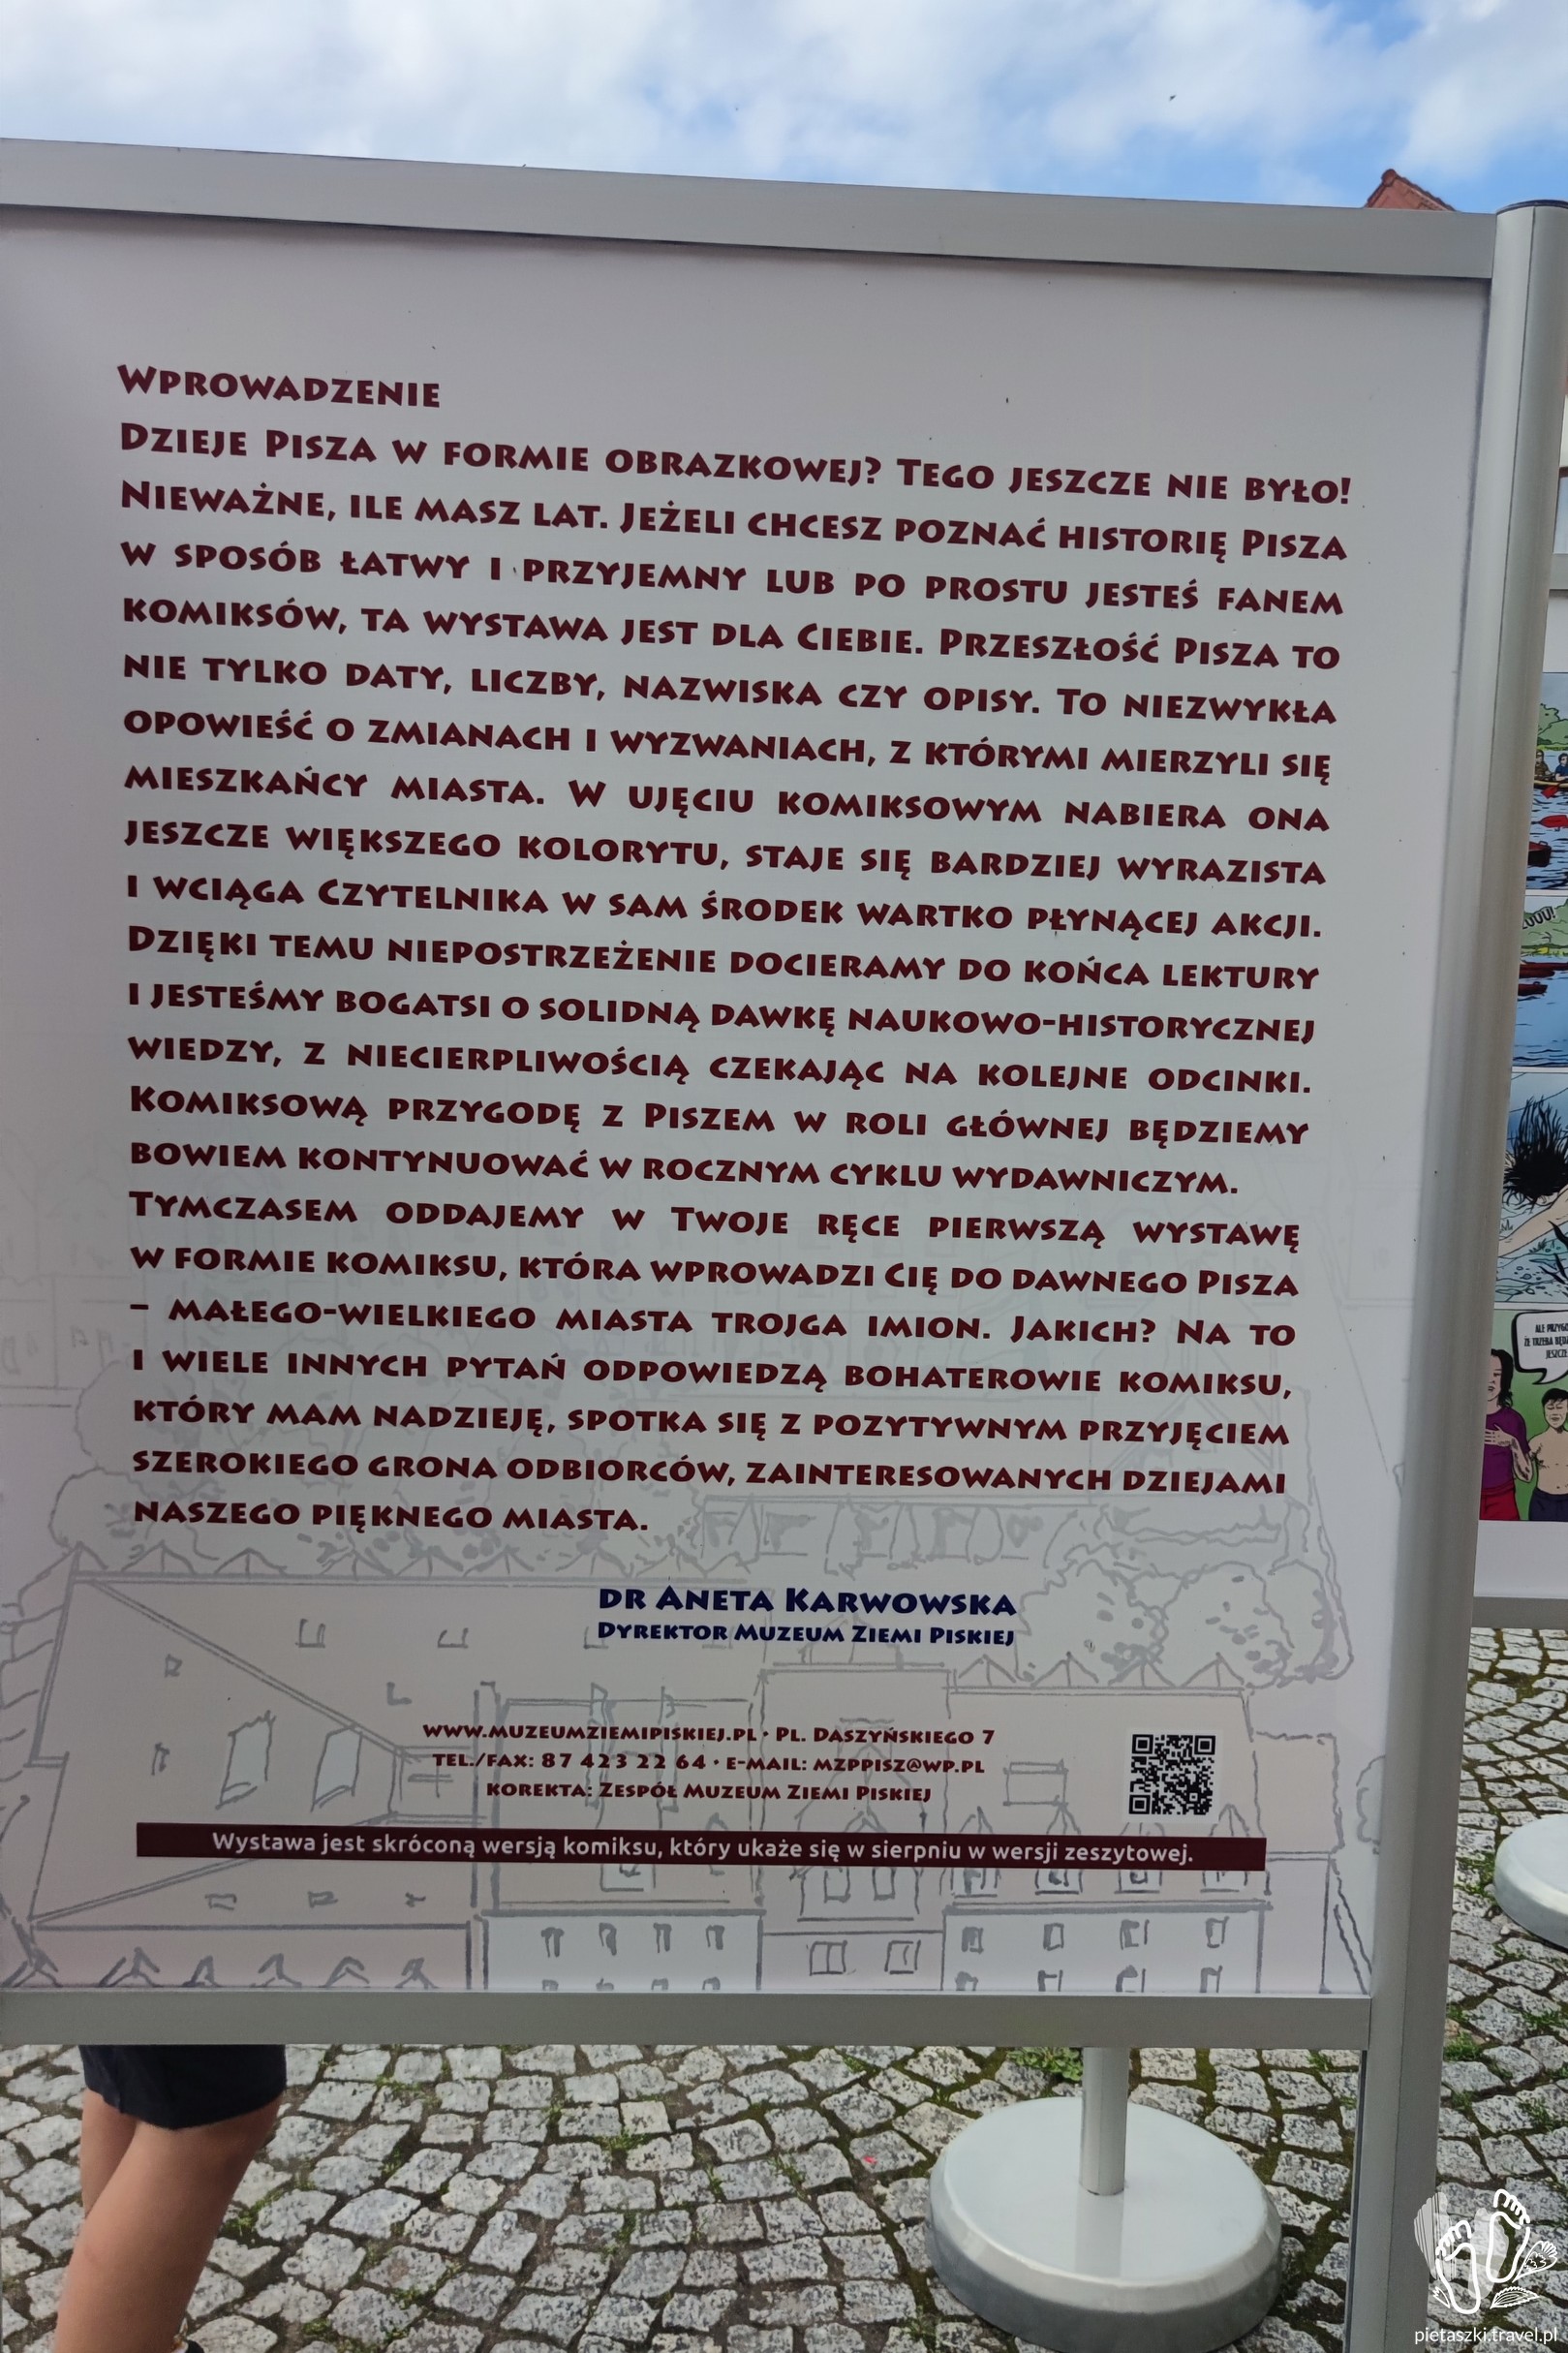 Wprowadzenie
Dzieje Pisza w formie obrazkowej? Tego jeszcze nie było!
Nieważne, ile masz lat. Jeżeli chcesz poznać historię Pisza
w sposób łatwy i przyjemny lub po prostu jesteś fanem
komiksów, ta wystawa jest dla Ciebie. Przeszłość Pisza to
nie tylko daty, liczby, nazwiska czy opisy. To niezwykła
opowieść o zmianach i wyzwaniach, z którymi mierzyli się
mieszkańcy miasta. W ujęciu komiksowym nabiera ona
jeszcze większego kolorytu, staje się bardziej wyrazista
i wciąga Czytelnika w sam środek wartko płynącej akcji.
Dzięki temu niepostrzeżenie docieramy do końca lektury
i jesteśmy bogatsi o solidną dawkę naukowo-historycznej
wiedzy, z niecierpliwością czekając na kolejne odcinki.
Komiksową przygodę z Piszem w roli głównej będziemy
bowiem kontynuować w rocznym cyklu wydawniczym.
Tymczasem oddajemy w Twoje ręce pierwszą wystawę
w formie komiksu, która wprowadzi Cię do dawnego Pisza
– małego-wielkiego miasta trojga imion. Jakich? Na to
i wiele innych pytań odpowiedzą bohaterowie komiksu,
który mam nadzieję, spotka się z pozytywnym przyjęciem
szerokiego grona odbiorców, zainteresowanych dziejami
naszego pięknego miasta.
dr Aneta Karwowska
Dyrektor Muzeum Ziemi Piskiej
www.muzeumziemipiskiej.pl · Pl. Daszyńskiego 7
tel./fax: 87 423 22 64 · e-mail: mzppisz@wp.pl
korekta: Zespół Muzeum Ziemi Piskiej
Wystawa jest skróconą wersją komiksu, który ukaże się w sierpniu w wersji zeszytowej.
pietaszki.travel.pl